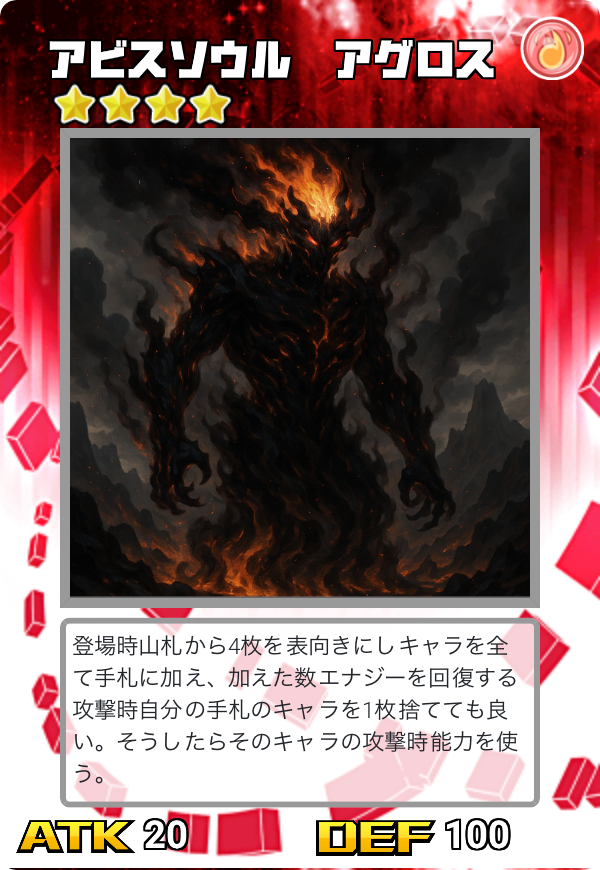 アビスソウル　アグロス
登場時山札から4枚を表向きにしキャラを全
て手札に加え、加えた数エナジーを回復する
攻撃時自分の手札のキャラを1枚捨てても良
い。そうしたらそのキャラの攻撃時能力を使
う。
ATK 20 DEF 100